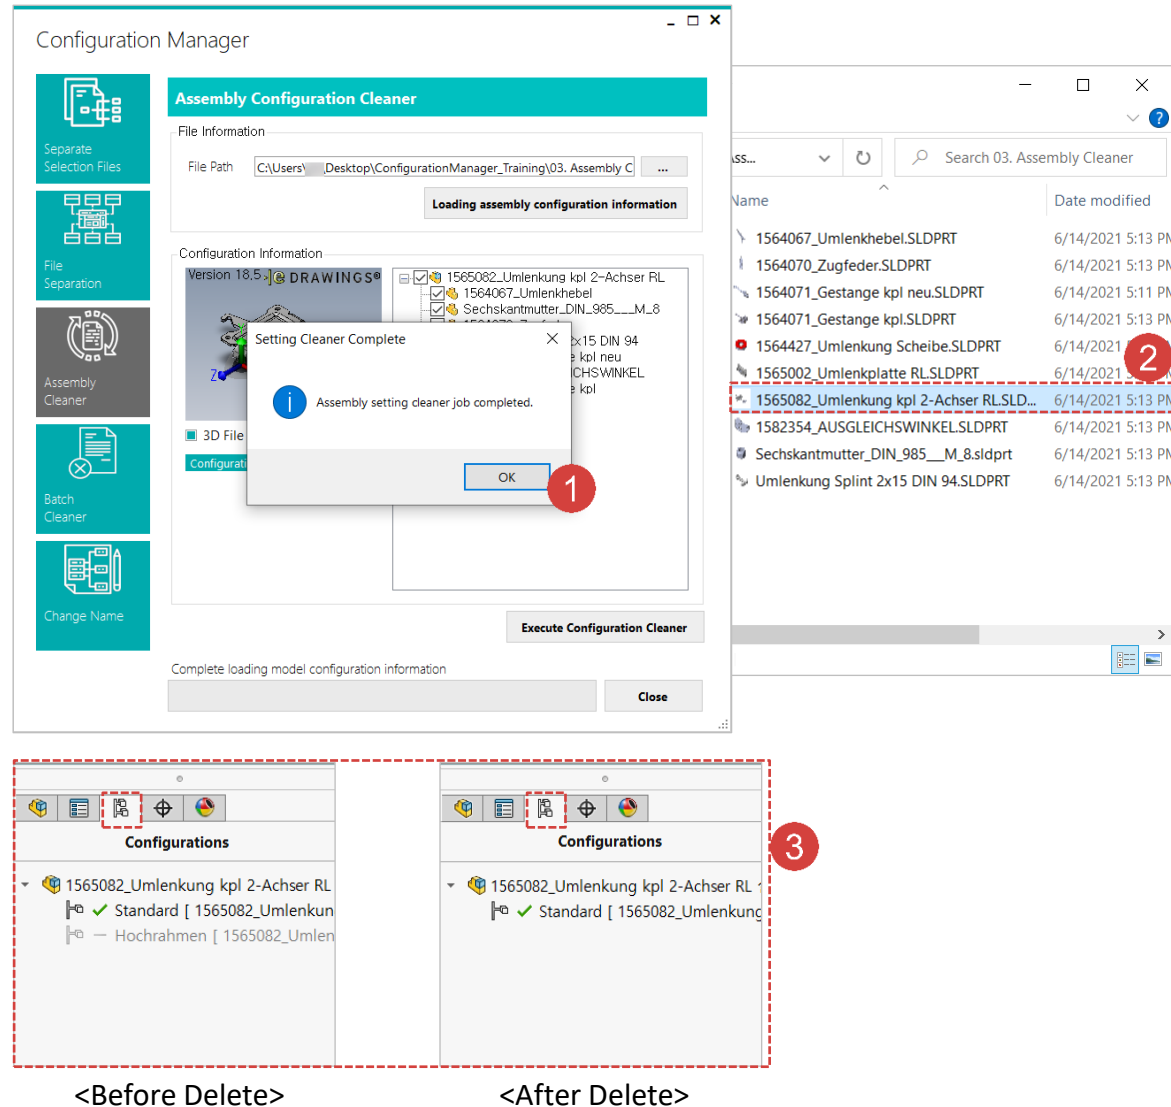 Configuration Manager
Separate
Selection Files
File
Separation
Assembly
Cleaner
Batch
Cleaner
Change Name
Assembly Configuration Cleaner
File Information
File Path
C:\Users\
_Desktop\ConfigurationManager_Training\03. Assembly C
...
Loading assembly configuration information
Configuration Information
Version 18,5
@ DRAWINGS®
Z
1565082_Umlenkung kpl 2-Achser RL
1564067_Umlenkhebel
Sechskantmutter_DIN_985___M_8
2x15 DIN 94
kpl neu
ICHSWINKEL
kpl
3D File
Configurati
Setting Cleaner Complete
Assembly setting cleaner job completed.
OK
1
Execute Configuration Cleaner
Complete loading model configuration information
Close
?
Ass...
Search 03. Assembly Cleaner
Name
Date modified
1564067_Umlenkhebel.SLDPRT 6/14/2021 5:13 PM
1564070_Zugfeder.SLDPRT 6/14/2021 5:13 PM
1564071_Gestange kpl neu.SLDPRT 6/14/2021 5:11 PM
1564071_Gestange kpl.SLDPRT 6/14/2021 5:13 PM
1564427_Umlenkung Scheibe.SLDPRT 6/14/2021
1565002_Umlenkplatte RL.SLDPRT 6/14/2021
2
1565082_Umlenkung kpl 2-Achser RL.SLD... 6/14/2021 5:13 PM
1582354_AUSGLEICHSWINKEL.SLDPRT 6/14/2021 5:13 PM
Sechskantmutter_DIN_985___M_8.sldprt 6/14/2021 5:13 PM
Umlenkung Splint 2x15 DIN 94.SLDPRT 6/14/2021 5:13 PM
Configurations
1565082_Umlenkung kpl 2-Achser RL
Standard [ 1565082_Umlenkun
Hochrahmen [ 1565082_Umlen
<Before Delete>
Configurations
1565082_Umlenkung kpl 2-Achser RL
Standard [ 1565082_Umlenkung
<After Delete>
3